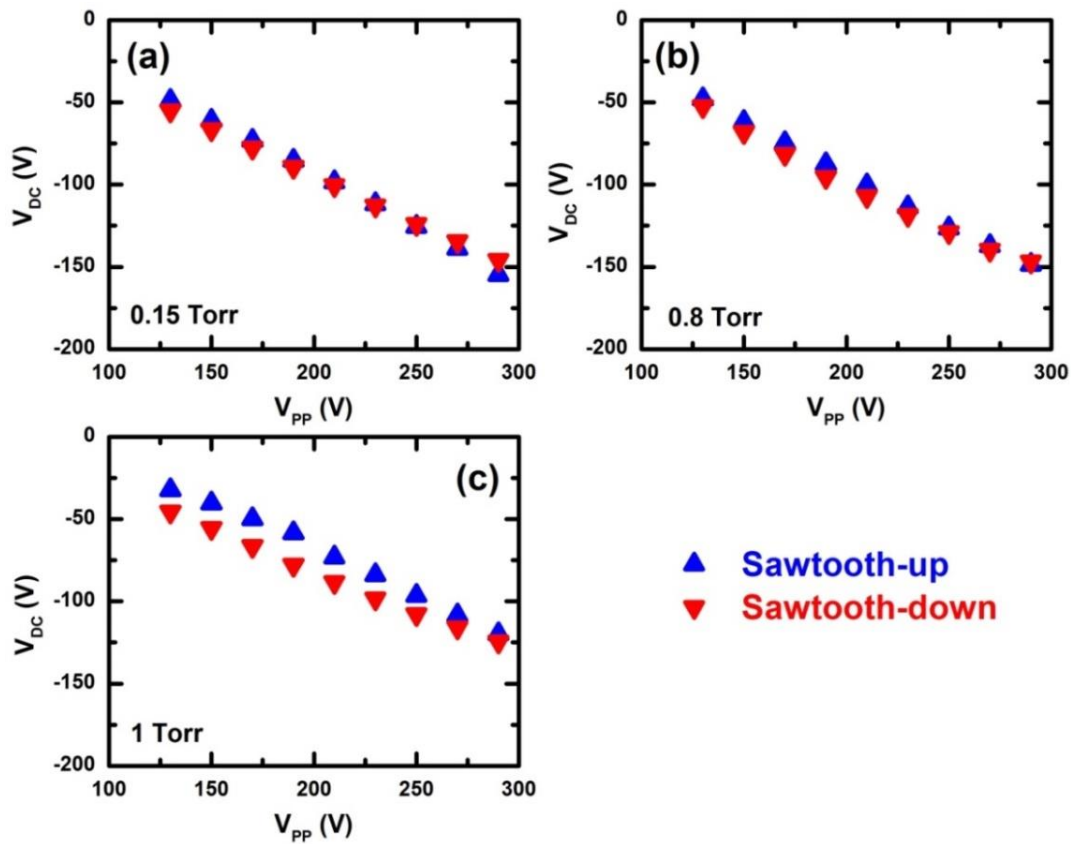 (a)
0
-50
-100
-150
-200
V_DC (V)
0.15 Torr
100 150 200 250 300
V_PP (V)
(b)
0
-50
-100
-150
-200
V_DC (V)
0.8 Torr
100 150 200 250 300
V_PP (V)
(c)
0
-50
-100
-150
-200
V_DC (V)
1 Torr
100 150 200 250 300
V_PP (V)
Sawtooth-up
Sawtooth-down